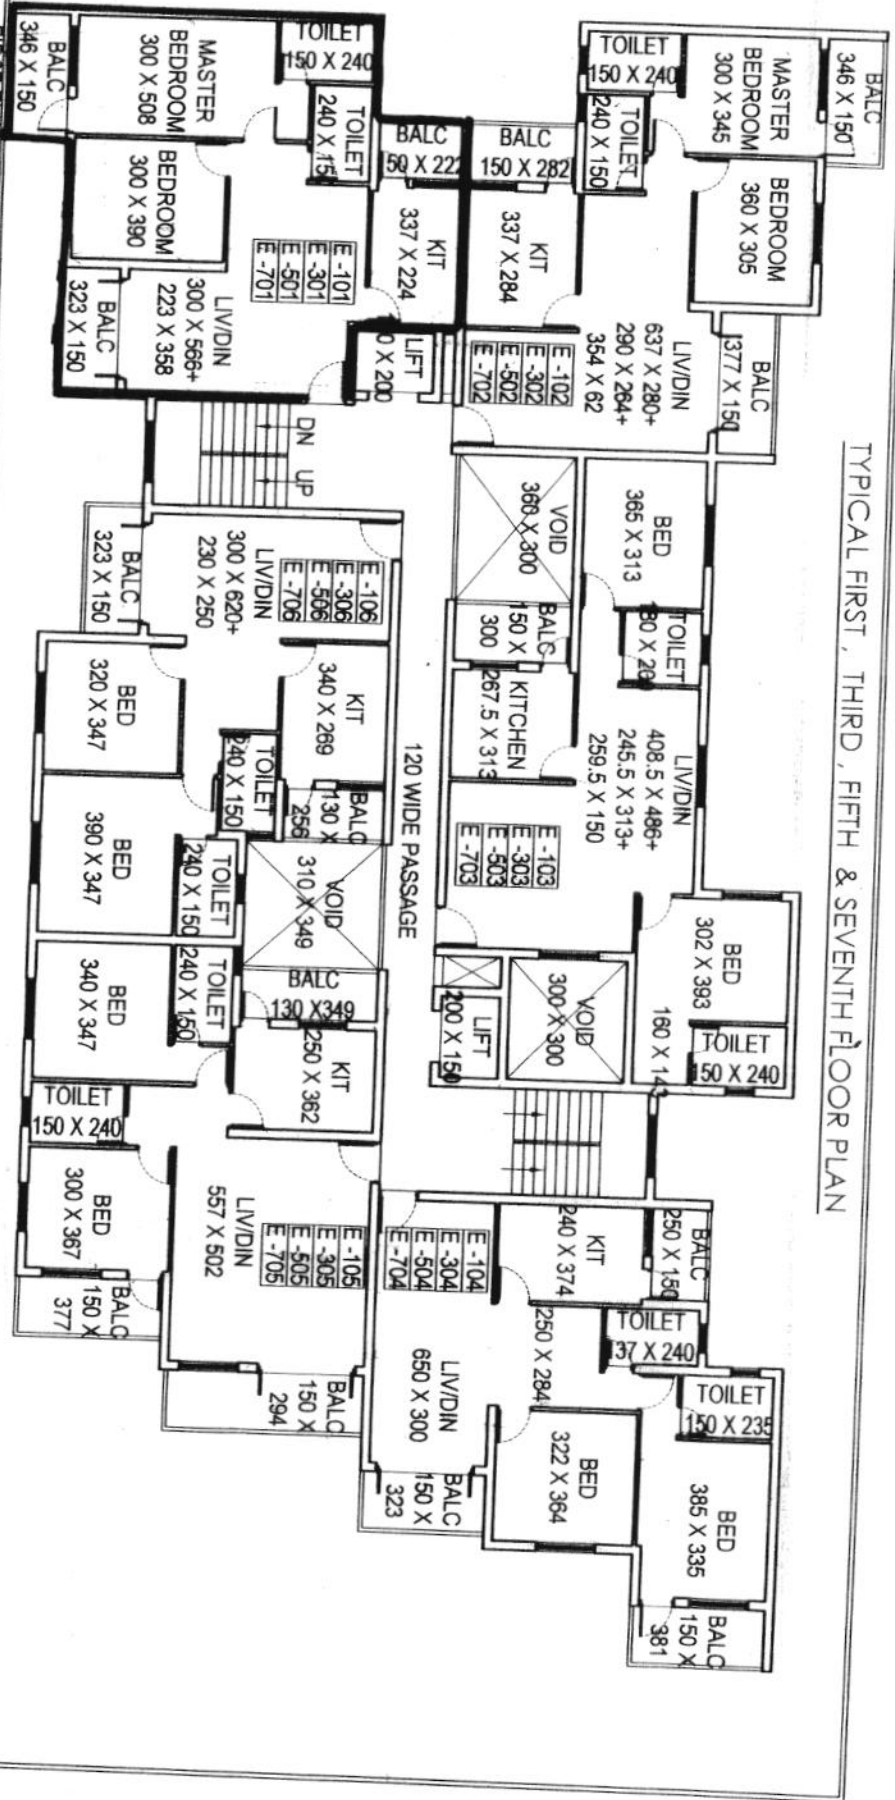 TYPICAL FIRST, THIRD, FIFTH & SEVENTH FLOOR PLAN
BALC
346 X 150
MASTER
BEDROOM
300 X 345
TOILET
150 X 240
TOILET
240 X 150
BEDROOM
360 X 305
BALC
150 X 282
KIT
337 X 284
LIV/DIN
637 X 280+
290 X 264+
354 X 62
BALC
377 X 150
E -102
E -302
E -502
E -702
TOILET
150 X 240
MASTER
BEDROOM
300 X 508
BALC
346 X 150
TOILET
240 X 15
BALC
50 X 222
BEDROOM
300 X 390
KIT
337 X 224
E -101
E -301
E -501
E -701
LIV/DIN
300 X 566+
223 X 358
BALC
323 X 150
LIFT
0 X 200
DN
UP
VOID
360 X 300
BED
365 X 313
BALC
150 X
300
TOILET
KITCHEN
267.5 X 313
LIV/DIN
408.5 X 486+
245.5 X 313+
259.5 X 150
E -103
E -303
E -503
E -703
BED
302 X 393
160 X 143
TOILET
50 X 240
VOID
300 X 300
LIFT
200 X 150
120 WIDE PASSAGE
E -106
E -306
E -506
E -706
LIV/DIN
300 X 620+
230 X 250
BALC
323 X 150
KIT
340 X 269
BED
320 X 347
TOILET
240 X 150
BALC
130 X
256
BED
390 X 347
TOILET
240 X 150
VOID
310 X 349
BALC
130 X349
TOILET
240 X 150
BED
340 X 347
KIT
250 X 362
TOILET
150 X 240
BED
300 X 367
BALC
150 X
377
E -105
E -305
E -505
E -705
LIV/DIN
557 X 502
BALC
150 X
294
E -104
E -304
E -504
E -704
KIT
240 X 374
BALC
250 X 150
TOILET
137 X 240
250 X 284
LIV/DIN
650 X 300
BALC
150 X
323
TOILET
150 X 235
BED
322 X 364
BED
385 X 335
BALC
150 X
381